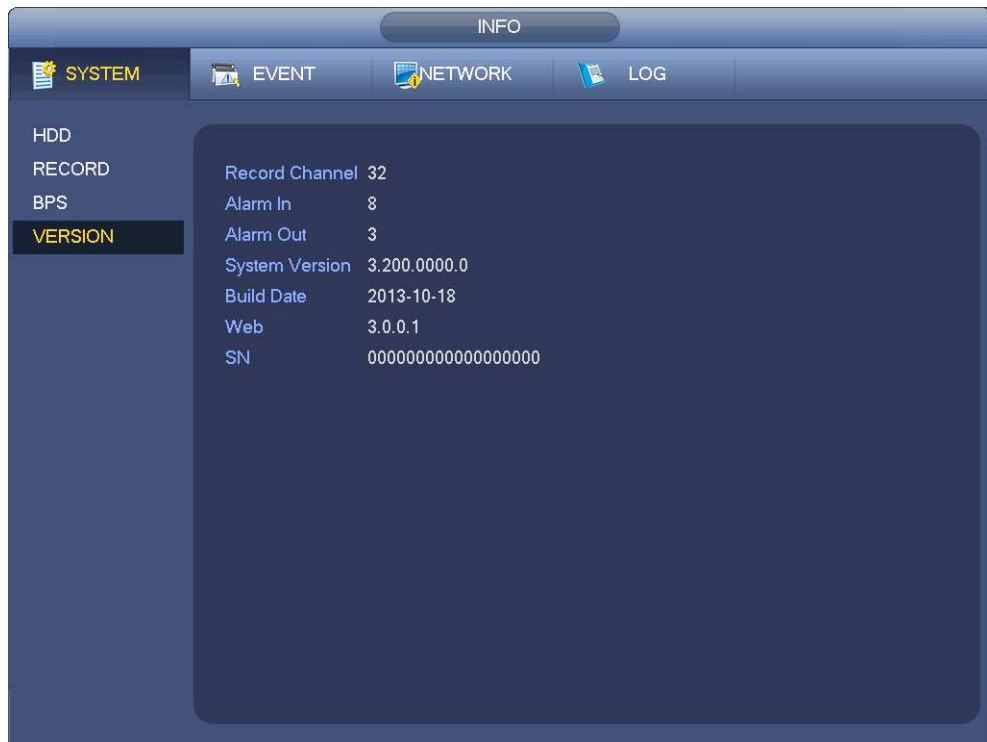 INFO
SYSTEM EVENT NETWORK LOG
HDD
RECORD
BPS
VERSION
Record Channel 32
Alarm In 8
Alarm Out 3
System Version 3.200.0000.0
Build Date 2013-10-18
Web 3.0.0.1
SN 000000000000000000